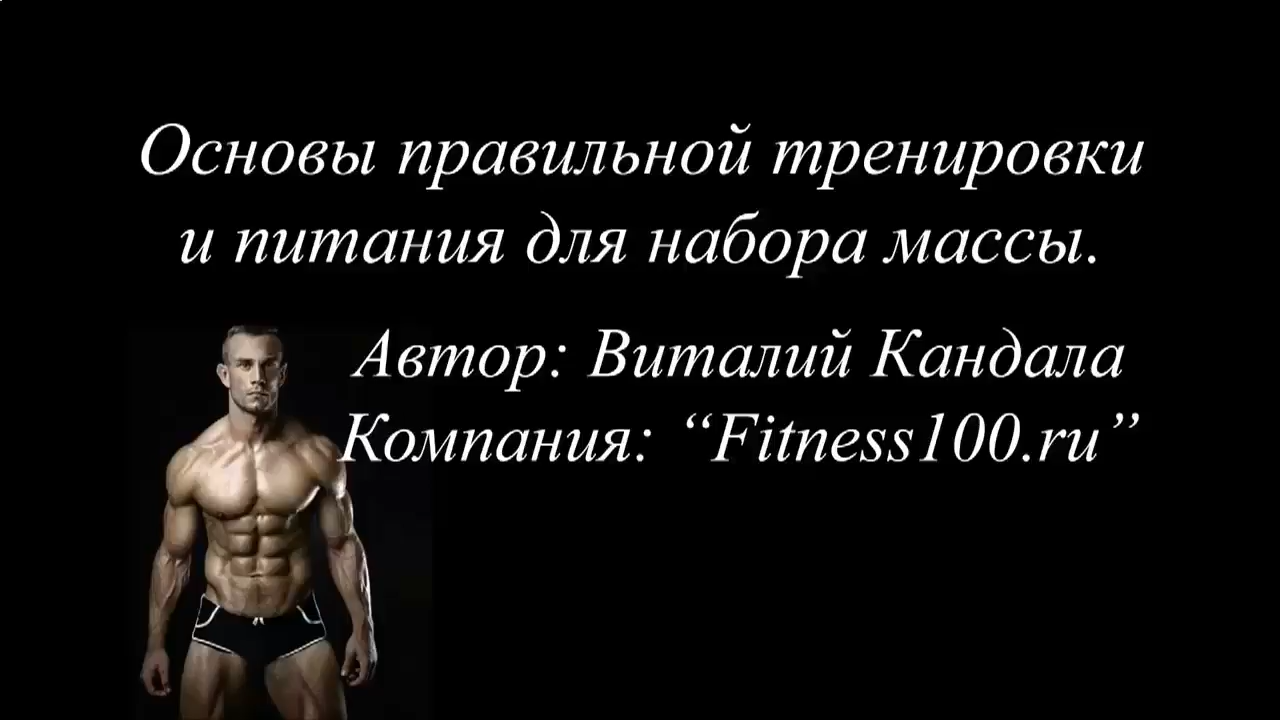 Основы правильной тренировки
и питания для набора массы.
Автор: Виталий Кандала
Компания: “Fitness100.ru”